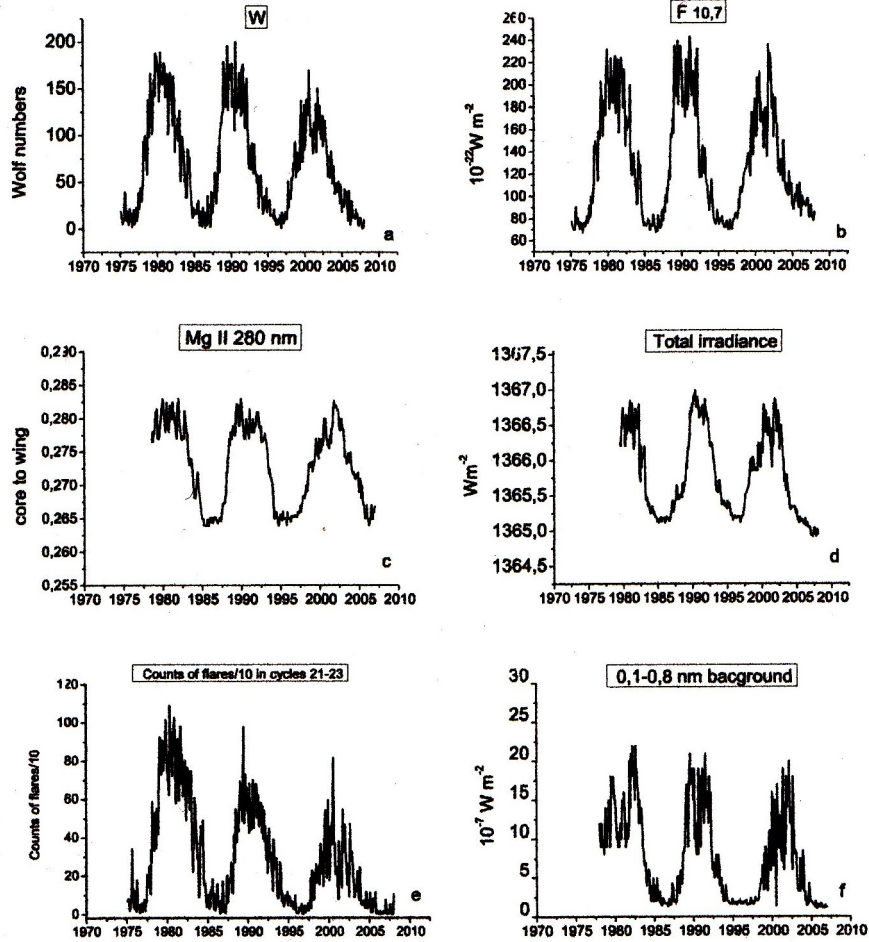 W
Wolf numbers
200
150
100
50
0
1970 1975 1980 1985 1990 1995 2000 2005 2010
a
F 10,7
10⁻²²W m⁻²
260
240
220
200
180
160
140
120
100
80
60
1970 1975 1980 1985 1990 1995 2000 2005 2010
b
Mg II 280 nm
core to wing
0,230
0,285
0,280
0,275
0,270
0,265
0,260
0,255
1970 1975 1980 1985 1990 1995 2000 2005 2010
c
Total irradiance
Wm⁻²
1367,5
1367,0
1366,5
1366,0
1365,5
1365,0
1364,5
1970 1975 1980 1985 1990 1995 2000 2005 2010
d
Counts of flares/10 in cycles 21-23
Counts of flares/10
120
100
80
60
40
20
0
1970 1975 1980 1985 1990 1995 2000 2005 2010
e
0,1-0,8 nm bacground
10⁻⁷ W m⁻²
30
25
20
15
10
5
0
1970 1975 1980 1985 1990 1995 2000 2005 2010
f